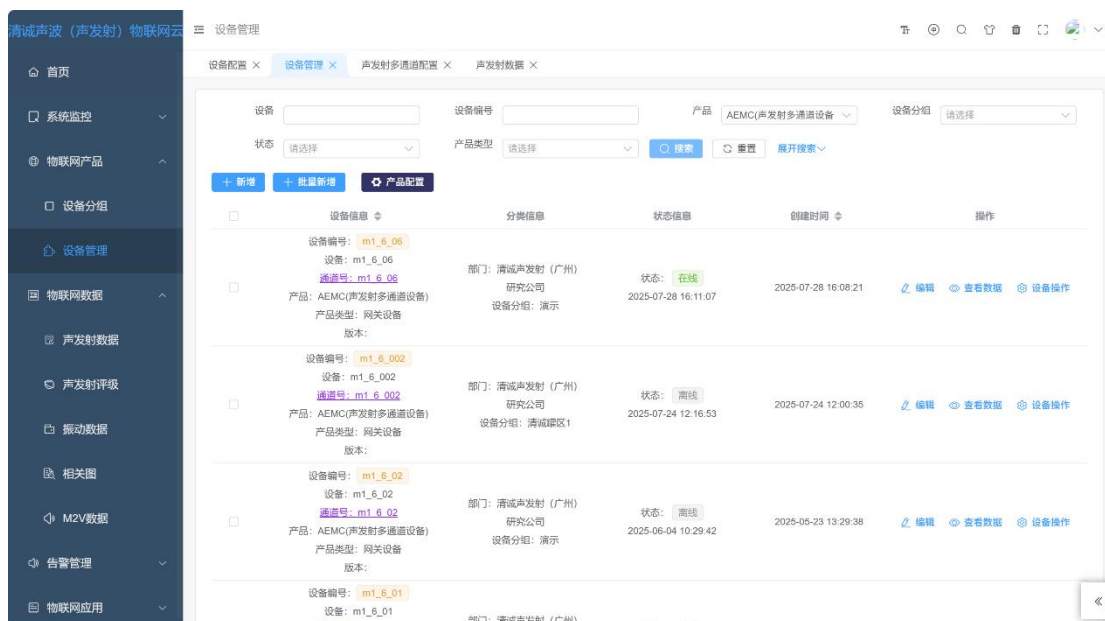 清诚声波（声发射）物联网云
设备管理
首页
系统监控
物联网产品
设备分组
设备管理
物联网数据
声发射数据
声发射评级
振动数据
相关图
M2V数据
告警管理
物联网应用
设备配置 × 设备管理 × 声发射多通道配置 × 声发射数据 ×
设备 设备编号 产品 AEMC(声发射多通道设备 设备分组 请选择
状态 请选择 产品类型 请选择 搜索 重置 展开搜索
+ 新增 + 批量新增 产品配置
设备信息 分类信息 状态信息 创建时间 操作
设备编号： m1_6_06
设备：m1_6_06
通道号：m1_6_06
产品：AEMC(声发射多通道设备)
产品类型：网关设备
版本：
部门：清诚声发射（广州）
研究公司
设备分组：演示
状态： 在线
2025-07-28 16:11:07
2025-07-28 16:08:21
编辑 查看数据 设备操作
设备编号： m1_6_002
设备：m1_6_002
通道号：m1_6_002
产品：AEMC(声发射多通道设备)
产品类型：网关设备
版本：
部门：清诚声发射（广州）
研究公司
设备分组：清诚罐区1
状态： 离线
2025-07-24 12:16:53
2025-07-24 12:00:35
编辑 查看数据 设备操作
设备编号： m1_6_02
设备：m1_6_02
通道号：m1_6_02
产品：AEMC(声发射多通道设备)
产品类型：网关设备
版本：
部门：清诚声发射（广州）
研究公司
设备分组：演示
状态： 离线
2025-06-04 10:29:42
2025-05-23 13:29:38
编辑 查看数据 设备操作
设备编号： m1_6_01
设备：m1_6_01
部门：清诚声发射（广州）